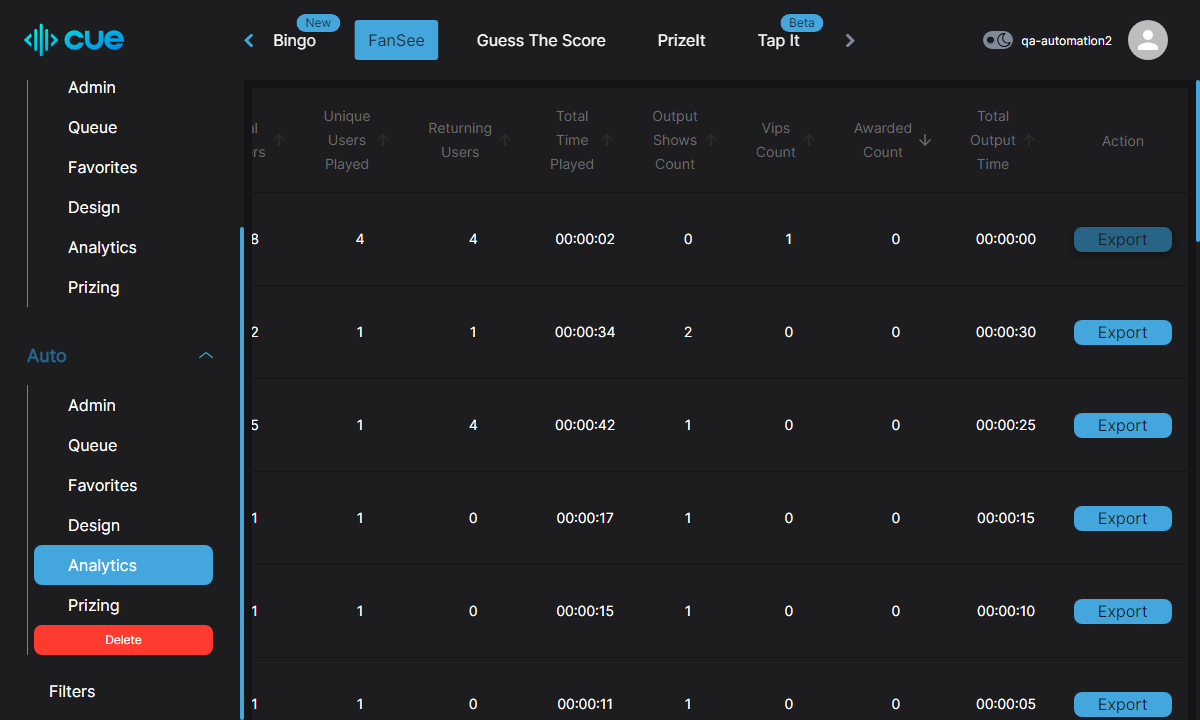 cue
New
Bingo
FanSee
Guess The Score
PrizeIt
Beta
Tap It
qa-automation2
Admin
Queue
Favorites
Design
Analytics
Prizing
Auto
Admin
Queue
Favorites
Design
Analytics
Prizing
Delete
Filters
Unique
Users
Played
Returning
Users
Total
Time
Played
Output
Shows
Count
Vips
Count
Awarded
Count
Total
Output
Time
Action
8 4 4 00:00:02 0 1 0 00:00:00 Export
2 1 1 00:00:34 2 0 0 00:00:30 Export
5 1 4 00:00:42 1 0 0 00:00:25 Export
1 1 0 00:00:17 1 0 0 00:00:15 Export
1 1 0 00:00:15 1 0 0 00:00:10 Export
1 1 0 00:00:11 1 0 0 00:00:05 Export